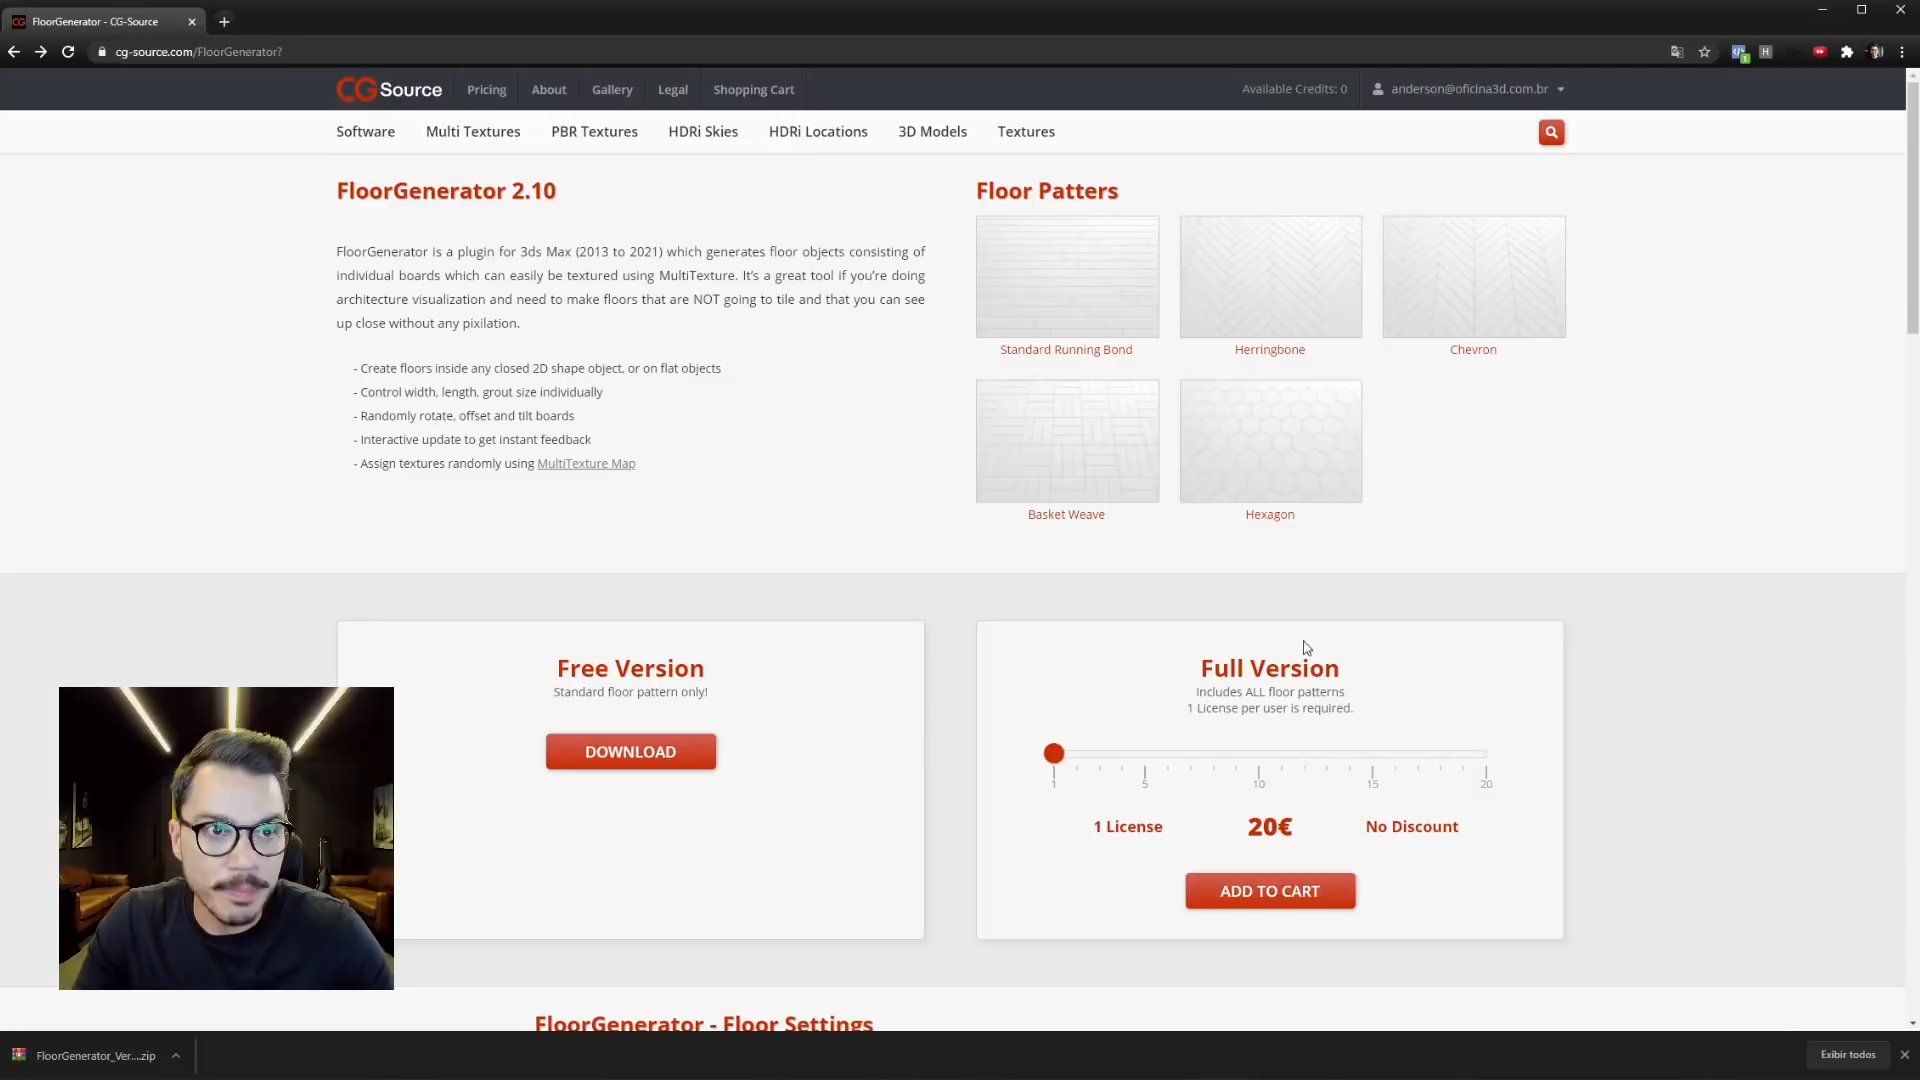 FloorGenerator - CG-Source
cg-source.com/FloorGenerator?
CGSource
Pricing
About
Gallery
Legal
Shopping Cart
Available Credits: 0
anderson@oficina3d.com.br
Software
Multi Textures
PBR Textures
HDRi Skies
HDRi Locations
3D Models
Textures
FloorGenerator 2.10
FloorGenerator is a plugin for 3ds Max (2013 to 2021) which generates floor objects consisting of
individual boards which can easily be textured using MultiTexture. It's a great tool if you're doing
architecture visualization and need to make floors that are NOT going to tile and that you can see
up close without any pixilation.
- Create floors inside any closed 2D shape object, or on flat objects
- Control width, length, grout size individually
- Randomly rotate, offset and tilt boards
- Interactive update to get instant feedback
- Assign textures randomly using MultiTexture Map
Floor Patters
Standard Running Bond
Herringbone
Chevron
Basket Weave
Hexagon
Free Version
Standard floor pattern only!
DOWNLOAD
Full Version
Includes ALL floor patterns
1 License per user is required.
1
5
10
15
20
1 License
20€
No Discount
ADD TO CART
FloorGenerator - Floor Settings
FloorGenerator_Ver....zip
Exibir todos